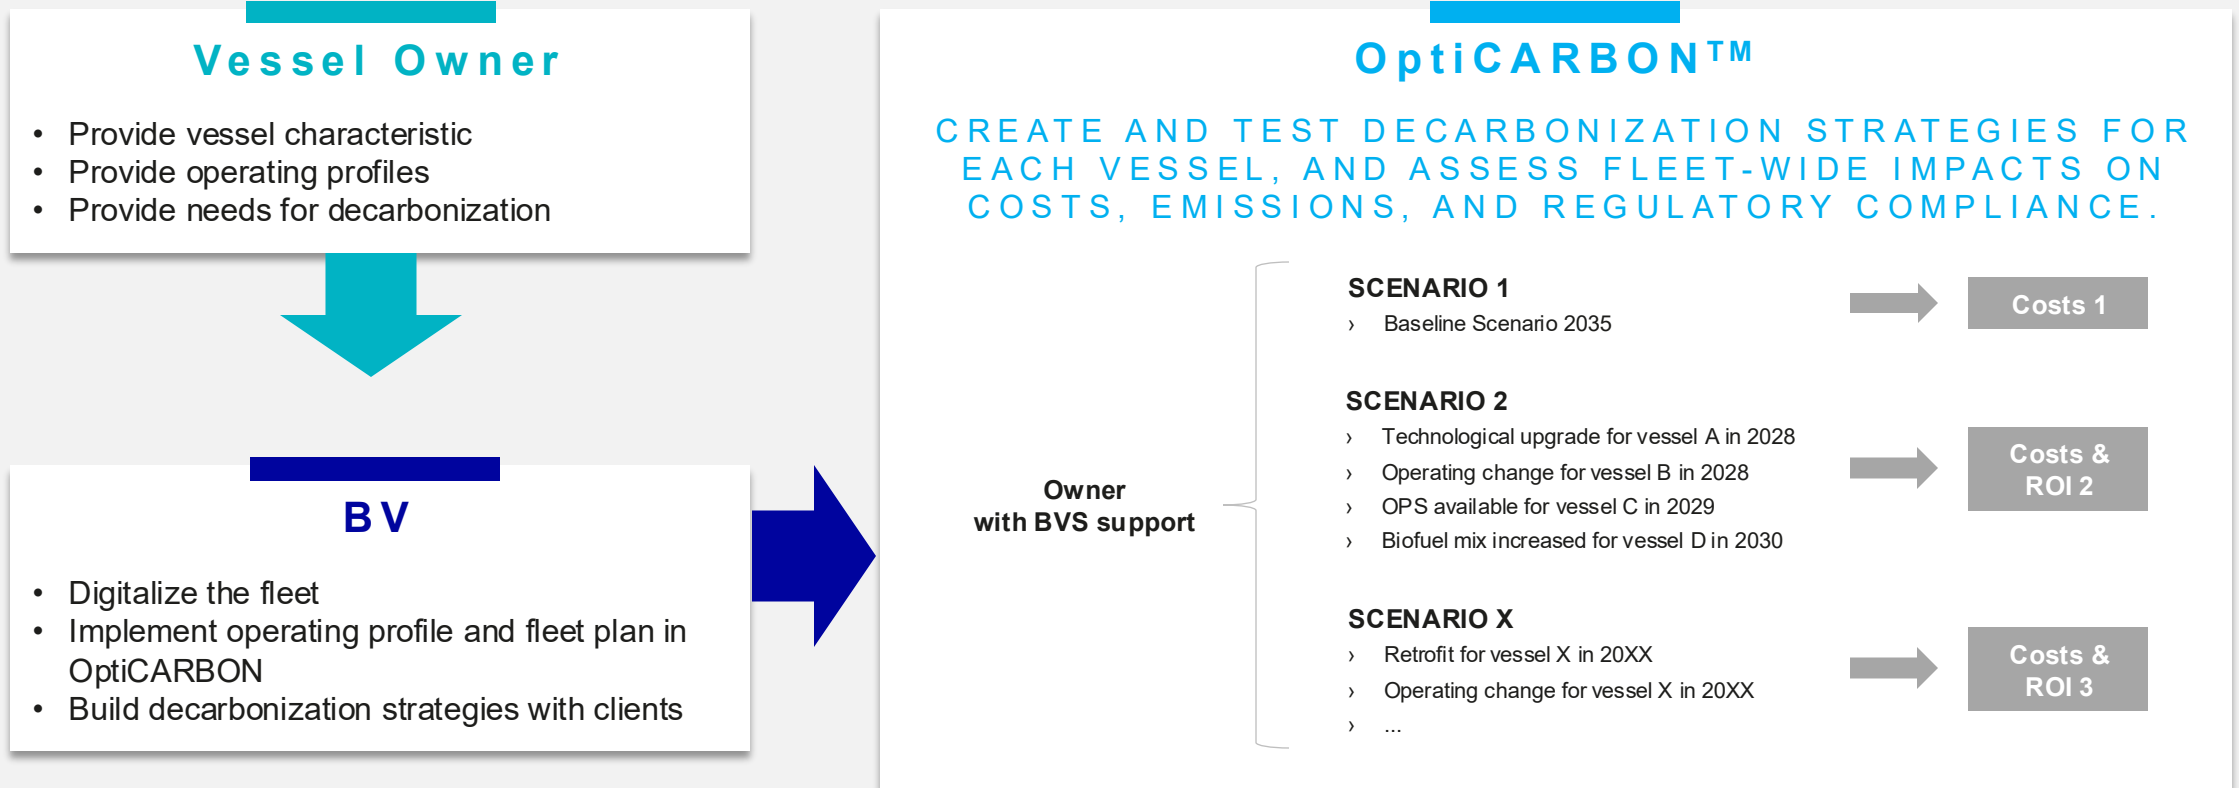 Vessel Owner
• Provide vessel characteristic
• Provide operating profiles
• Provide needs for decarbonization
BV
• Digitalize the fleet
• Implement operating profile and fleet plan in
OptiCARBON
• Build decarbonization strategies with clients
OptiCARBON™
CREATE AND TEST DECARBONIZATION STRATEGIES FOR
EACH VESSEL, AND ASSESS FLEET-WIDE IMPACTS ON
COSTS, EMISSIONS, AND REGULATORY COMPLIANCE.
Owner
with BVS support
SCENARIO 1
› Baseline Scenario 2035
Costs 1
SCENARIO 2
› Technological upgrade for vessel A in 2028
› Operating change for vessel B in 2028
› OPS available for vessel C in 2029
› Biofuel mix increased for vessel D in 2030
Costs &
ROI 2
SCENARIO X
› Retrofit for vessel X in 20XX
› Operating change for vessel X in 20XX
› ...
Costs &
ROI 3